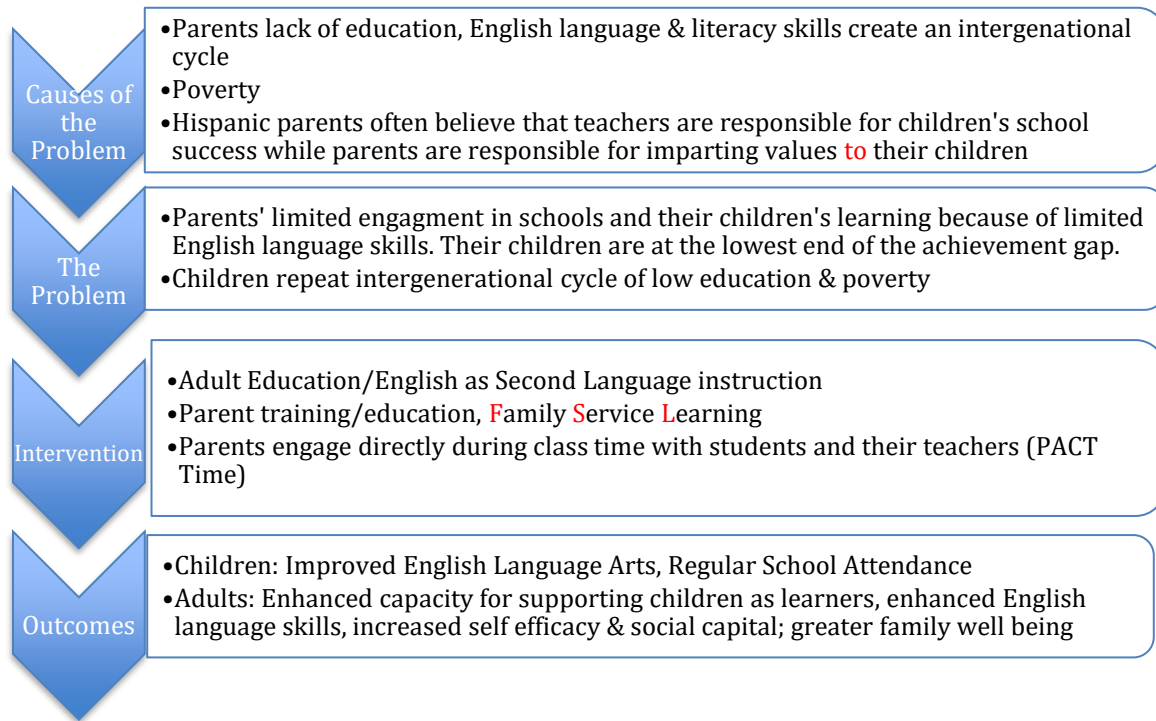 Causes of
the
Problem
•Parents lack of education, English language & literacy skills create an intergenational
cycle
•Poverty
•Hispanic parents often believe that teachers are responsible for children's school
success while parents are responsible for imparting values to their children
The
Problem
•Parents' limited engagment in schools and their children's learning because of limited
English language skills. Their children are at the lowest end of the achievement gap.
•Children repeat intergenerational cycle of low education & poverty
Intervention
•Adult Education/English as Second Language instruction
•Parent training/education, Family Service Learning
•Parents engage directly during class time with students and their teachers (PACT
Time)
Outcomes
•Children: Improved English Language Arts, Regular School Attendance
•Adults: Enhanced capacity for supporting children as learners, enhanced English
language skills, increased self efficacy & social capital; greater family well being